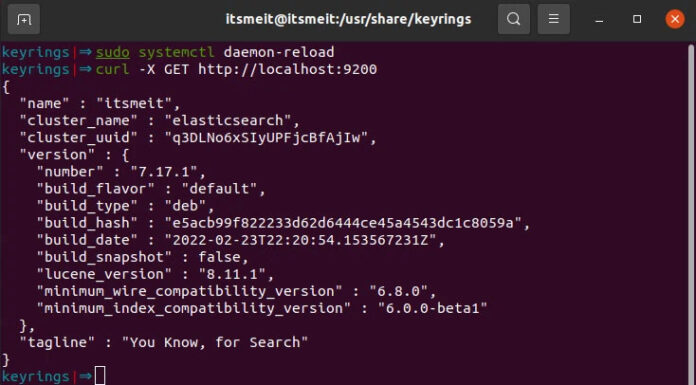 itsmeit@itsmeit:/usr/share/keyrings
keyrings|⇒ sudo systemctl daemon-reload
keyrings|⇒ curl -X GET http://localhost:9200
{
  "name" : "itsmeit",
  "cluster_name" : "elasticsearch",
  "cluster_uuid" : "q3DLNo6xSIyUPFjcBfAjIw",
  "version" : {
    "number" : "7.17.1",
    "build_flavor" : "default",
    "build_type" : "deb",
    "build_hash" : "e5acb99f822233d62d6444ce45a4543dc1c8059a",
    "build_date" : "2022-02-23T22:20:54.153567231Z",
    "build_snapshot" : false,
    "lucene_version" : "8.11.1",
    "minimum_wire_compatibility_version" : "6.8.0",
    "minimum_index_compatibility_version" : "6.0.0-beta1"
  },
  "tagline" : "You Know, for Search"
}
keyrings|⇒